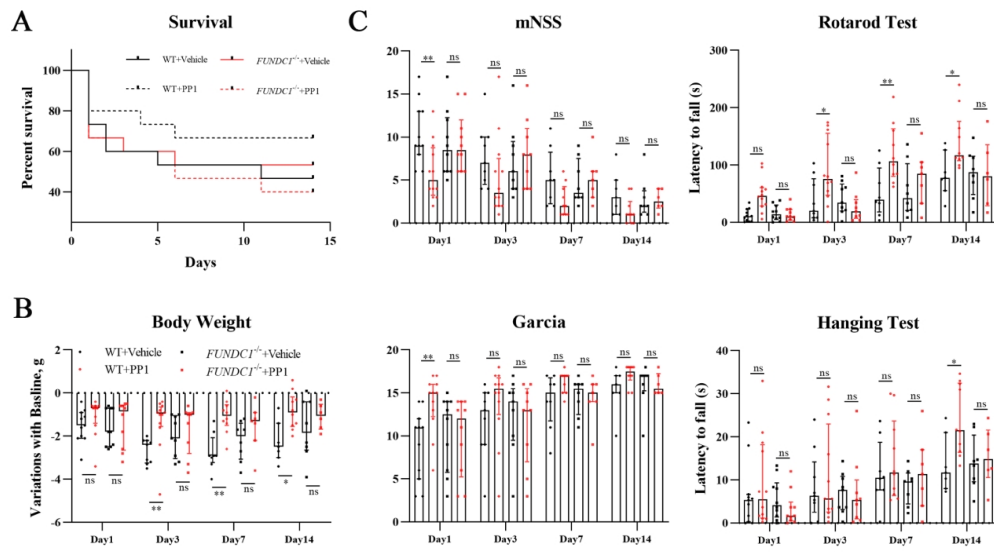 A
Survival
Percent survival
100
80
60
40
WT+Vehicle
FUNDC1-/-+Vehicle
WT+PP1
FUNDC1-/-+PP1
0
5
10
15
Days
B
Body Weight
Variations with Basline, g
WT+Vehicle
FUNDC1-/-+Vehicle
WT+PP1
FUNDC1-/-+PP1
0
-2
-4
-6
ns
ns
**
ns
**
ns
*
ns
Day1
Day3
Day7
Day14
C
mNSS
20
15
10
5
0
**
ns
ns
ns
ns
ns
ns
ns
Day1
Day3
Day7
Day14
Rotarod Test
Latency to fall (s)
300
200
100
0
ns
ns
*
ns
**
ns
*
ns
Day1
Day3
Day7
Day14
Garcia
20
15
10
5
0
**
ns
ns
ns
ns
ns
ns
ns
Day1
Day3
Day7
Day14
Hanging Test
Latency to fall (s)
40
30
20
10
0
ns
ns
ns
ns
ns
ns
*
ns
Day1
Day3
Day7
Day14